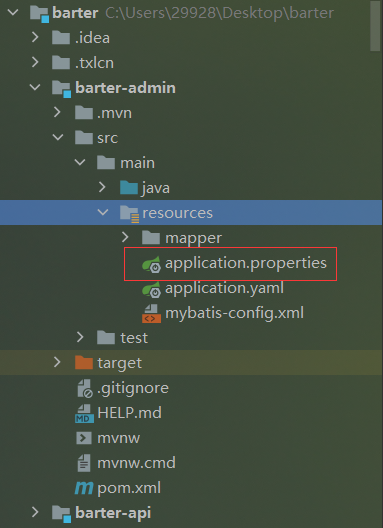 barter C:\Users\29928\Desktop\barter
.idea
.txlcn
barter-admin
.mvn
src
main
java
resources
mapper
application.properties
application.yaml
mybatis-config.xml
test
target
.gitignore
MD HELP.md
mvnw
mvnw.cmd
m pom.xml
barter-api